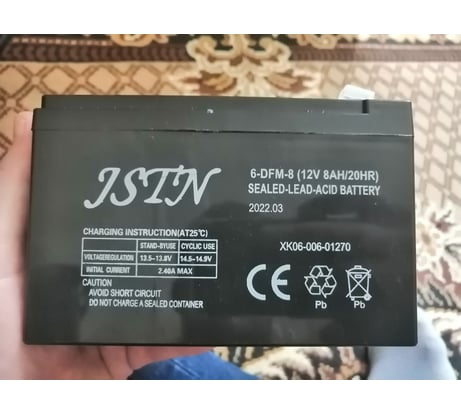 JSTN
6-DFM-8 (12V 8AH/20HR)
SEALED-LEAD-ACID BATTERY
2022.03
CHARGING INSTRUCTION(AT25°C)
STAND-BYUSE CYCLIC USE
VOLTAGEREGULATION 13.5-13.8V 14.5-14.9V
INITIAL CURRENT 2.40A MAX
CAUTION
AVOID SHORT CIRCUIT
DO NOT CHARGE A SEALED CONTAINER
XK06-006-01270
CE
Pb Pb